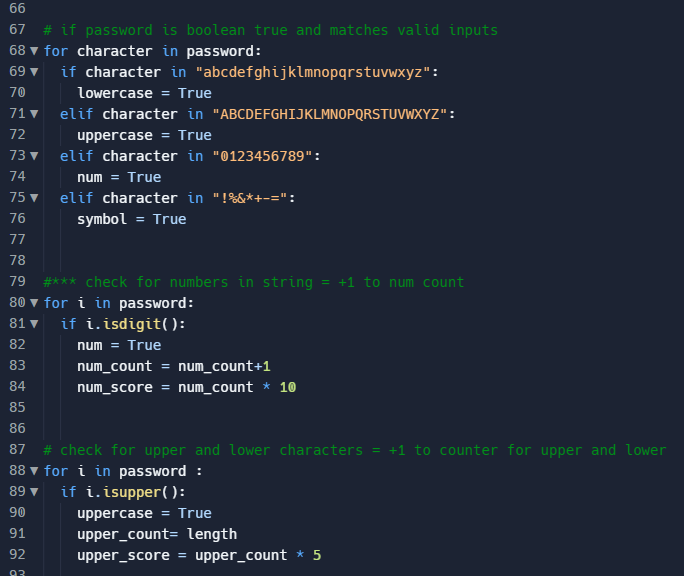 66
67 # if password is boolean true and matches valid inputs
68 for character in password:
69 if character in "abcdefghijklmnopqrstuvwxyz":
70 lowercase = True
71 elif character in "ABCDEFGHIJKLMNOPQRSTUVWXYZ":
72 uppercase = True
73 elif character in "0123456789":
74 num = True
75 elif character in "!%&*+-=":
76 symbol = True
77
78
79 #*** check for numbers in string = +1 to num count
80 for i in password:
81 if i.isdigit():
82 num = True
83 num_count = num_count+1
84 num_score = num_count * 10
85
86
87 # check for upper and lower characters = +1 to counter for upper and lower
88 for i in password :
89 if i.isupper():
90 uppercase = True
91 upper_count= length
92 upper_score = upper_count * 5
93